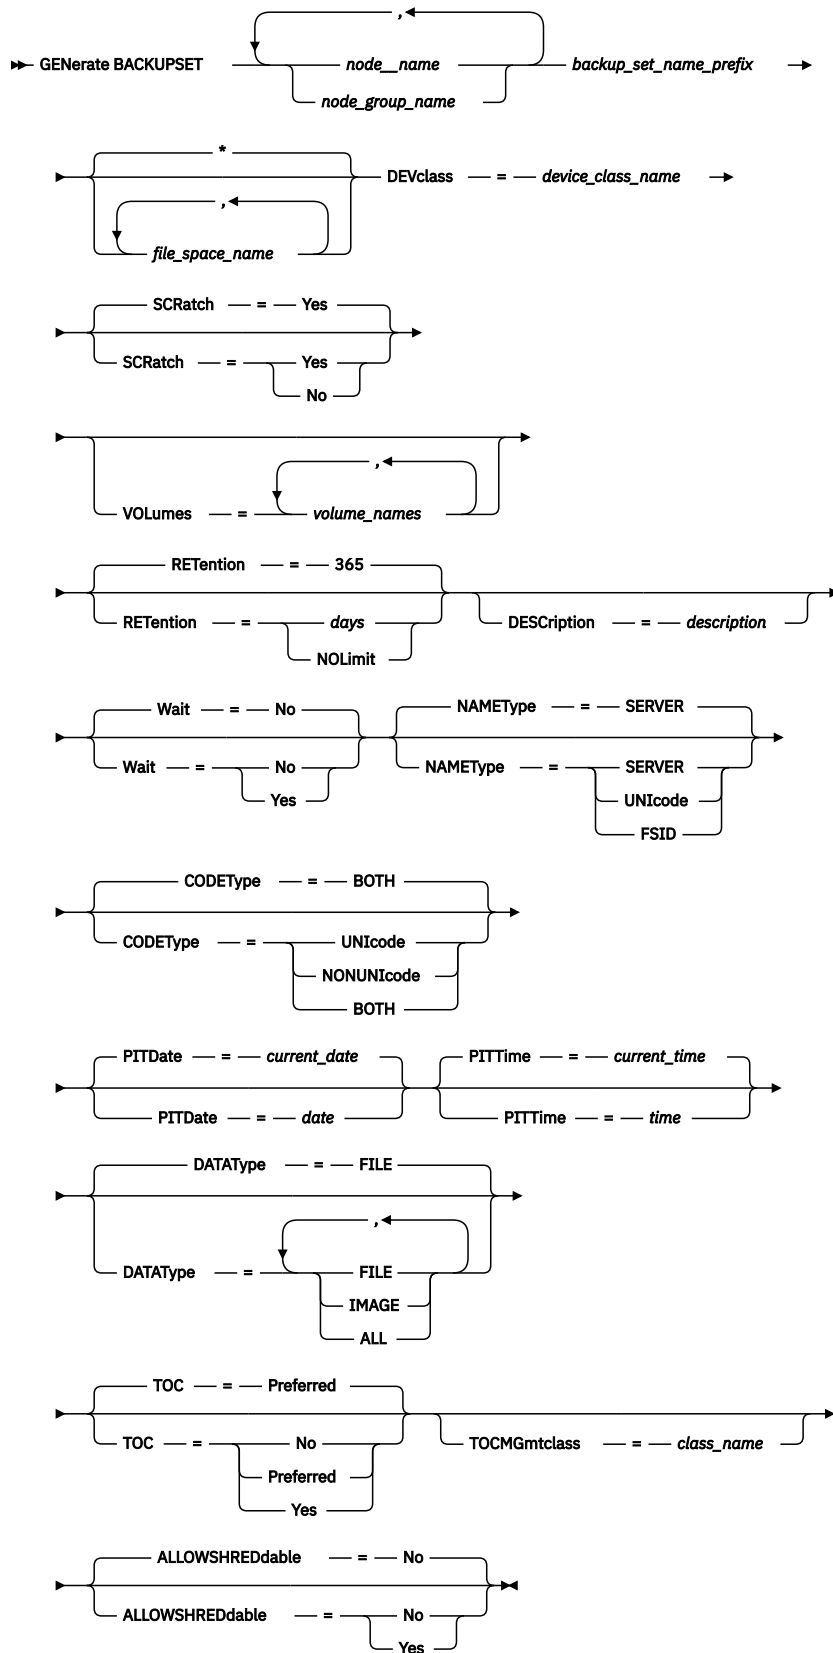 ,
GENerate BACKUPSET node__name backup_set_name_prefix
node_group_name
*
DEVclass = device_class_name
,
file_space_name
SCRatch = Yes
SCRatch = Yes
No
,
VOLumes = volume_names
RETention = 365
RETention = days DESCription = description
NOLimit
Wait = No NAMEType = SERVER
Wait = No NAMEType = SERVER
Yes UNIcode
FSID
CODEType = BOTH
CODEType = UNIcode
NONUNIcode
BOTH
PITDate = current_date PITTime = current_time
PITDate = date PITTime = time
DATAType = FILE
,
DATAType = FILE
IMAGE
ALL
TOC = Preferred
TOC = No TOCMGmtclass = class_name
Preferred
Yes
ALLOWSHREDdable = No
ALLOWSHREDdable = No
Yes